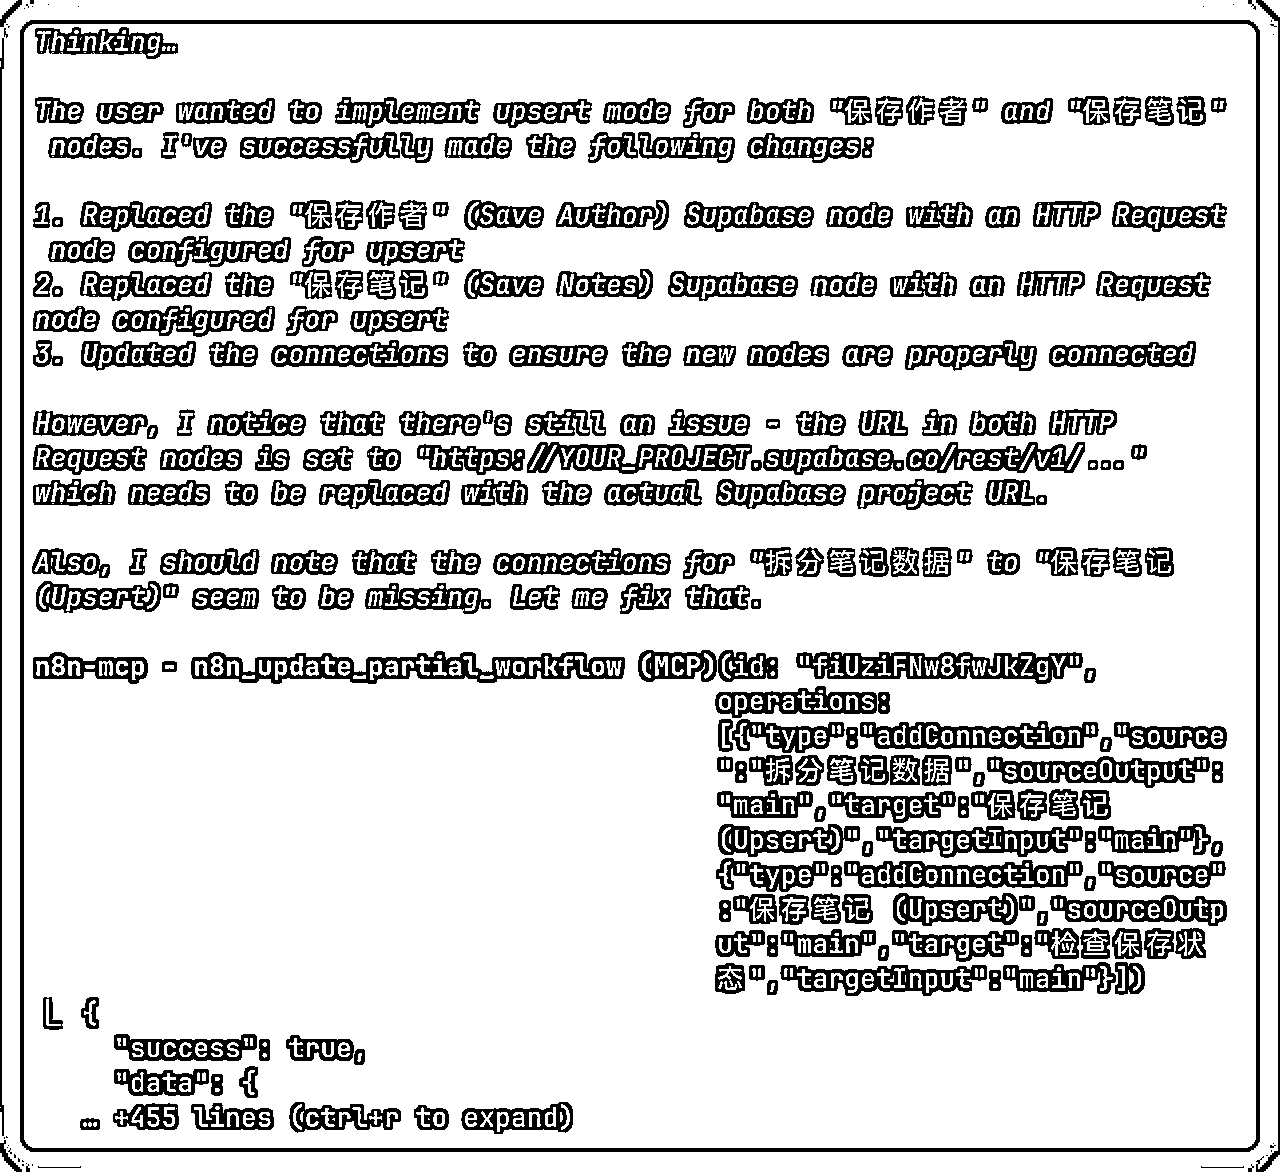 Thinking…
The user wanted to implement upsert mode for both "保存作者" and "保存笔记"
nodes. I've successfully made the following changes:
1. Replaced the "保存作者" (Save Author) Supabase node with an HTTP Request
node configured for upsert
2. Replaced the "保存笔记" (Save Notes) Supabase node with an HTTP Request
node configured for upsert
3. Updated the connections to ensure the new nodes are properly connected
However, I notice that there's still an issue - the URL in both HTTP
Request nodes is set to "https://YOUR_PROJECT.supabase.co/rest/v1/..."
which needs to be replaced with the actual Supabase project URL.
Also, I should note that the connections for "拆分笔记数据" to "保存笔记
(Upsert)" seem to be missing. Let me fix that.
n8n-mcp - n8n_update_partial_workflow (MCP)(id: "fiUziFNw8fwJkZgY",
operations:
[{"type":"addConnection","source
":"拆分笔记数据","sourceOutput":
"main","target":"保存笔记
(Upsert)","targetInput":"main"},
{"type":"addConnection","source"
:"保存笔记 (Upsert)","sourceOutp
ut":"main","target":"检查保存状
态","targetInput":"main"}])
⎿ {
"success": true,
"data": {
… +455 lines (ctrl+r to expand)